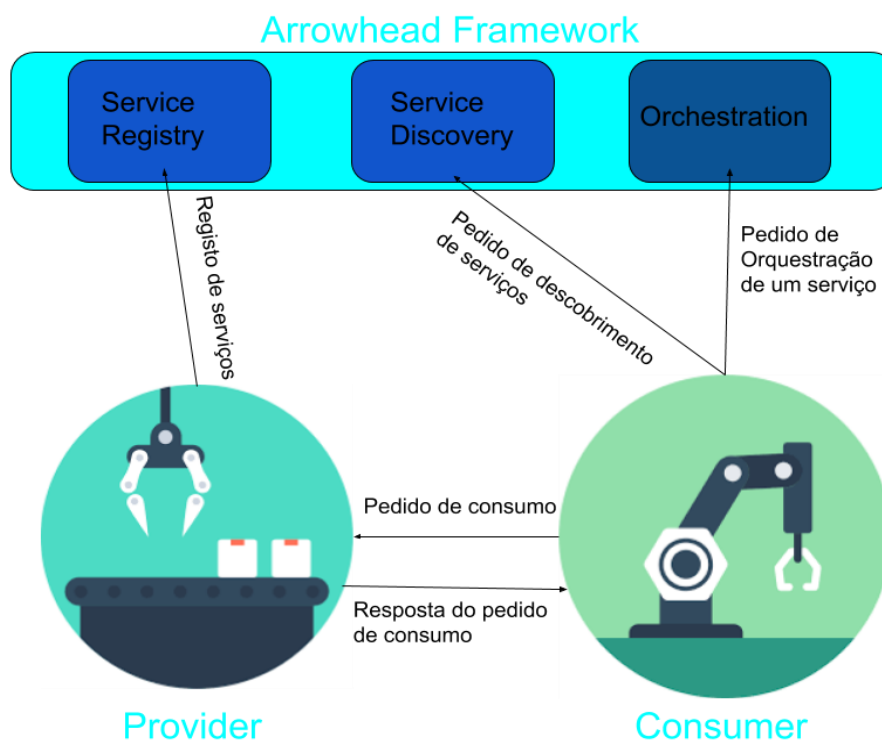 Arrowhead Framework
Service
Registry
Service
Discovery
Orchestration
Registo de serviços
Pedido de descobrimento
de serviços
Pedido de
Orquestração
de um serviço
Pedido de consumo
Resposta do pedido
de consumo
Provider
Consumer